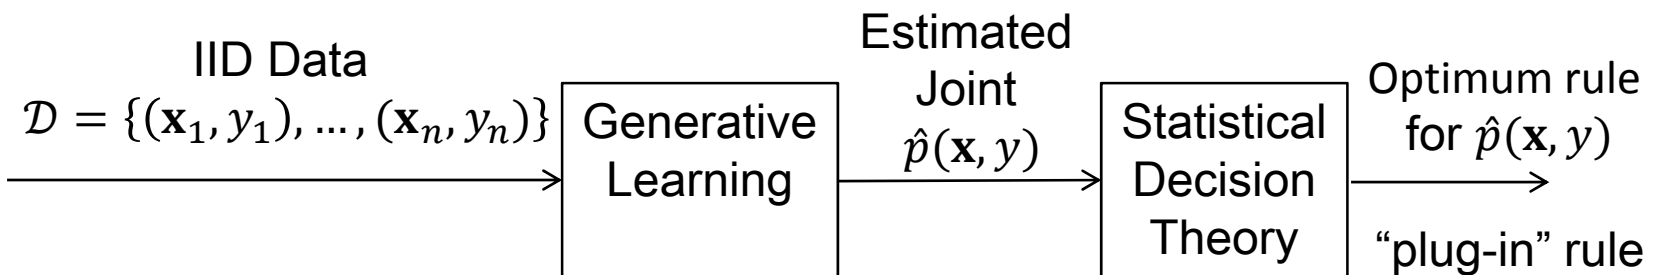 IID Data
𝒟 = {(𝐱₁, y₁), … , (𝐱ₙ, yₙ)}
Generative
Learning
Estimated
Joint
p̂(𝐱, y)
Statistical
Decision
Theory
Optimum rule
for p̂(𝐱, y)
“plug-in” rule